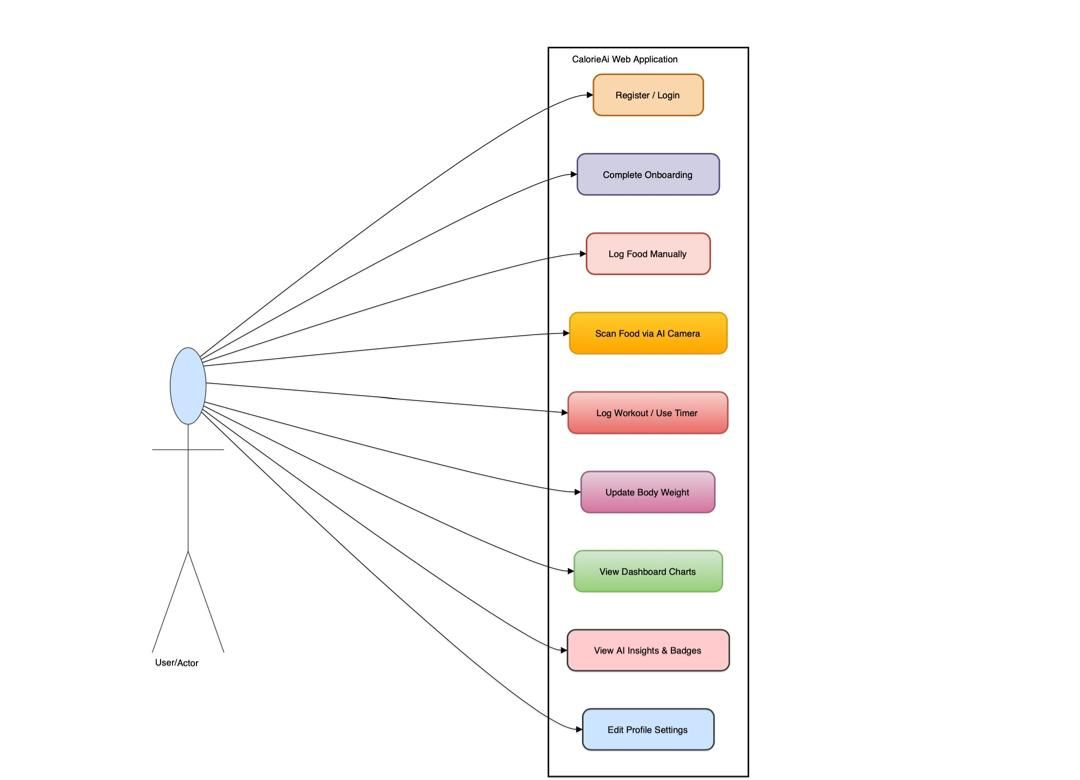 CalorieAi Web Application
Register / Login
Complete Onboarding
Log Food Manually
Scan Food via AI Camera
Log Workout / Use Timer
Update Body Weight
View Dashboard Charts
View AI Insights & Badges
Edit Profile Settings
User/Actor